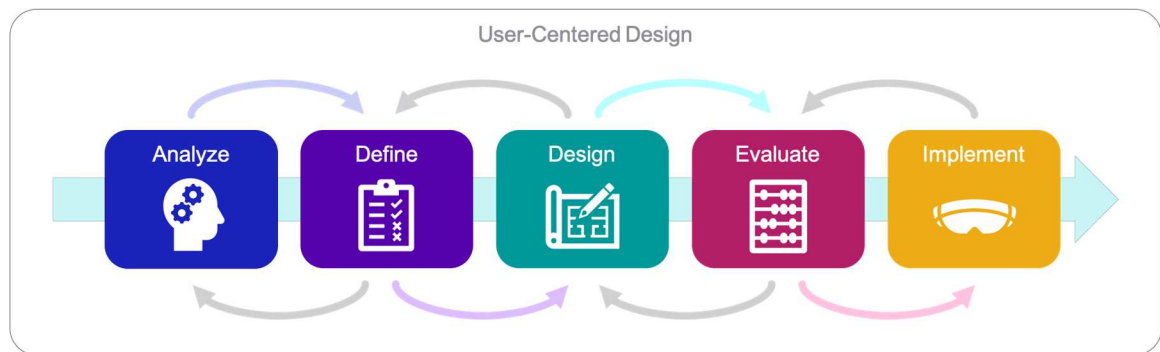 User-Centered Design
Analyze
Define
Design
Evaluate
Implement